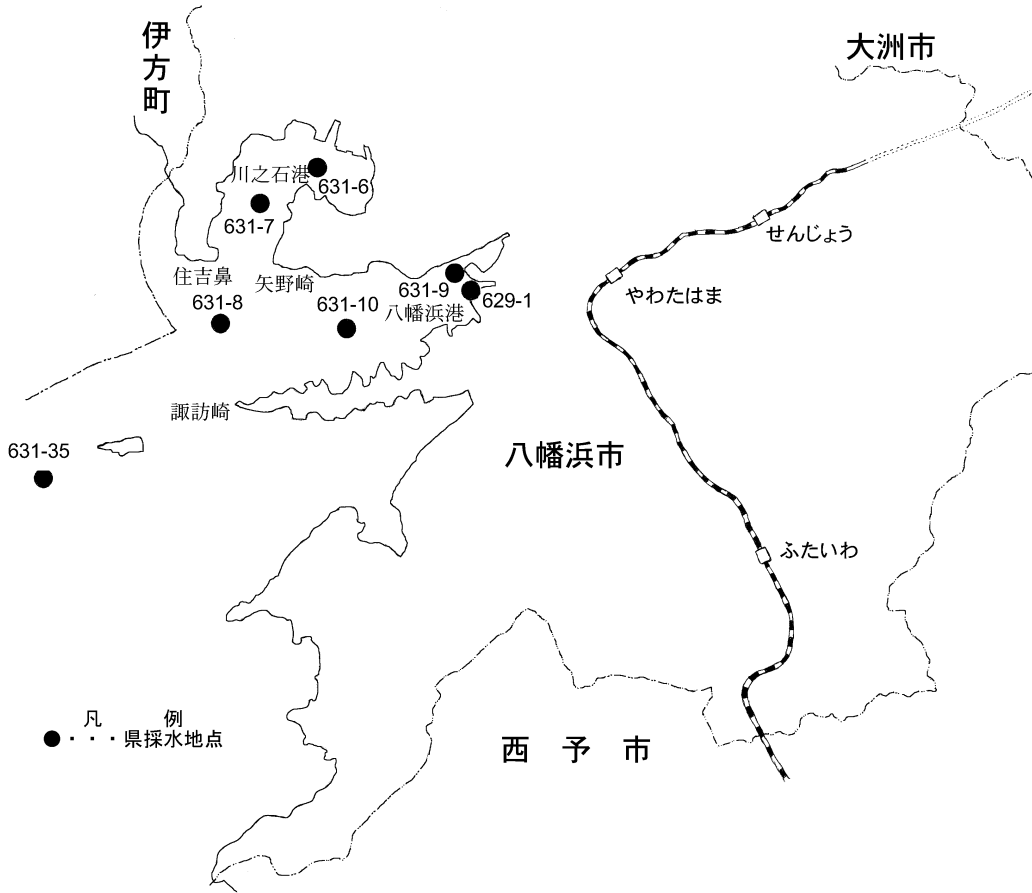 伊方町
大洲市
川之石港
631-6
631-7
せんじょう
住吉鼻
矢野崎
631-8
631-10
631-9
629-1
八幡浜港
やわたはま
諏訪崎
631-35
八幡浜市
ふたいわ
凡 例
●・・・県採水地点
西 予 市